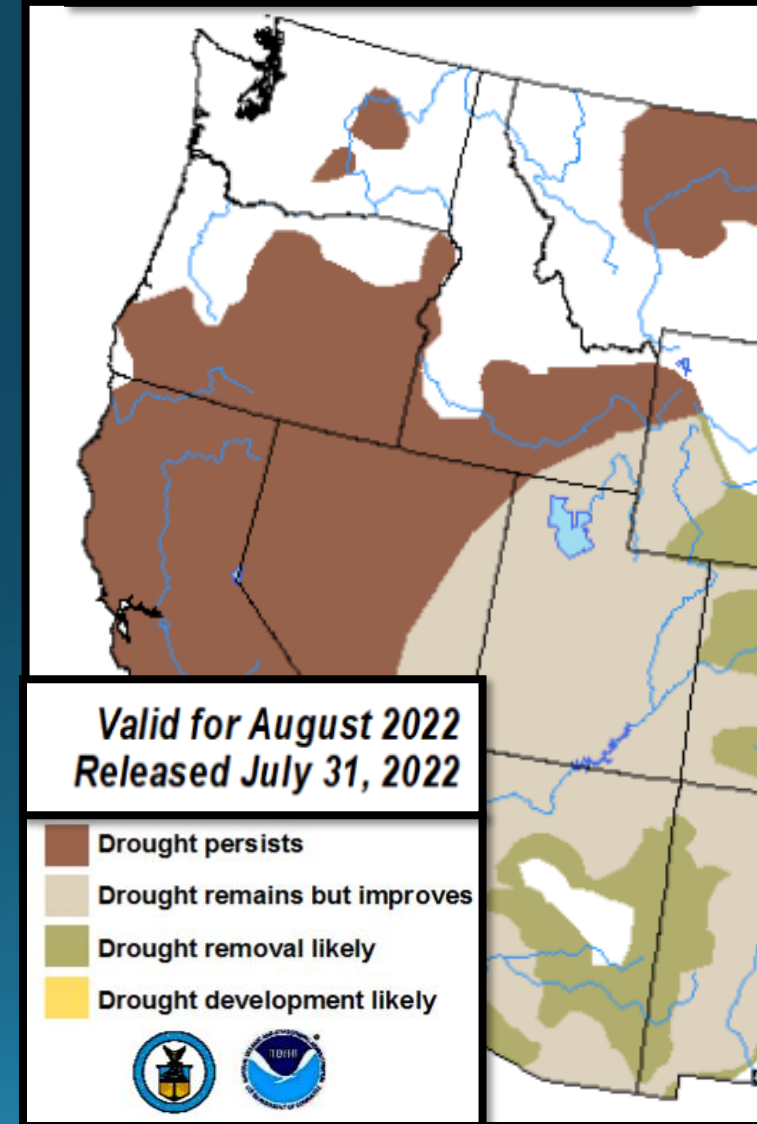 Valid for August 2022
Released July 31, 2022
Drought persists
Drought remains but improves
Drought removal likely
Drought development likely